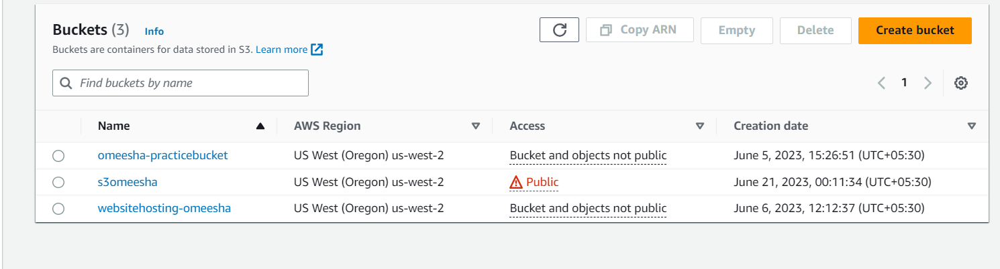 Buckets (3) Info
Copy ARN Empty Delete Create bucket
Buckets are containers for data stored in S3. Learn more
Find buckets by name
1
Name AWS Region Access Creation date
omeesha-practicebucket US West (Oregon) us-west-2 Bucket and objects not public June 5, 2023, 15:26:51 (UTC+05:30)
s3omeesha US West (Oregon) us-west-2 Public June 21, 2023, 00:11:34 (UTC+05:30)
websitehosting-omeesha US West (Oregon) us-west-2 Bucket and objects not public June 6, 2023, 12:12:37 (UTC+05:30)